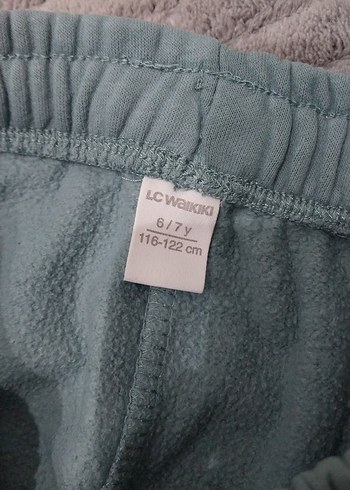 LC WAIKIKI
6 / 7 y
116-122 cm